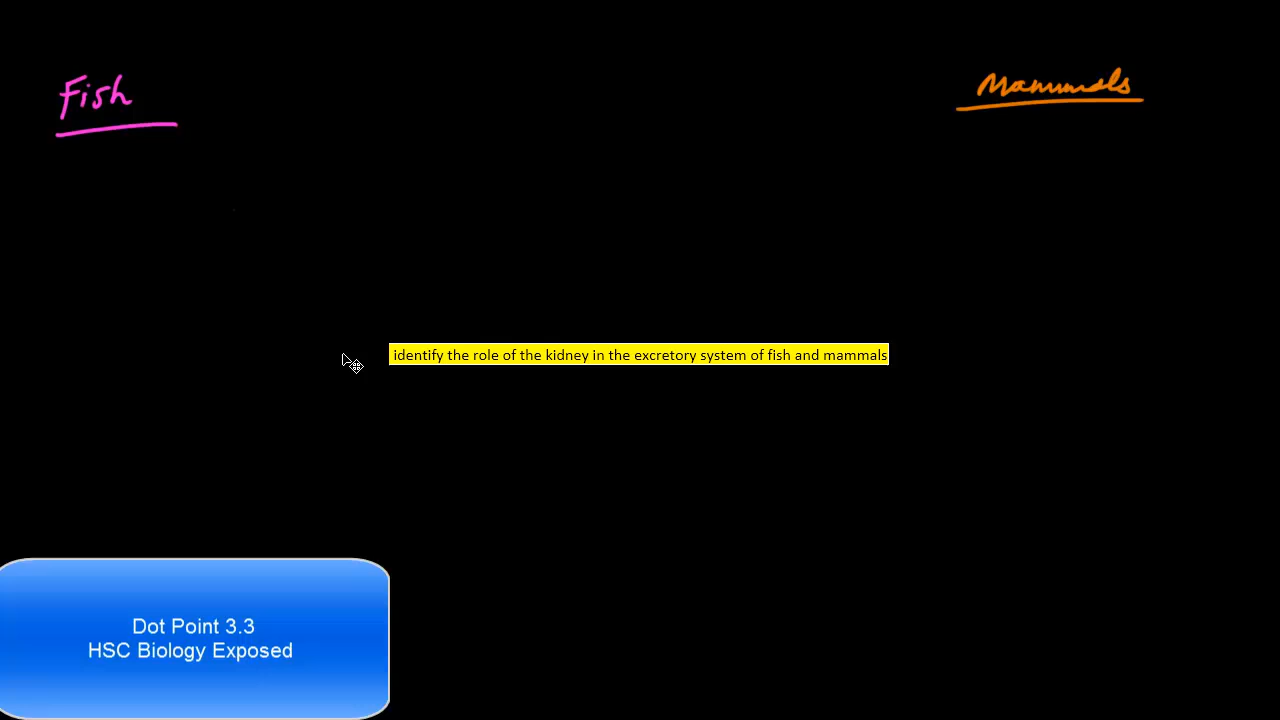 Fish
Mammals
identify the role of the kidney in the excretory system of fish and mammals
Dot Point 3.3
HSC Biology Exposed